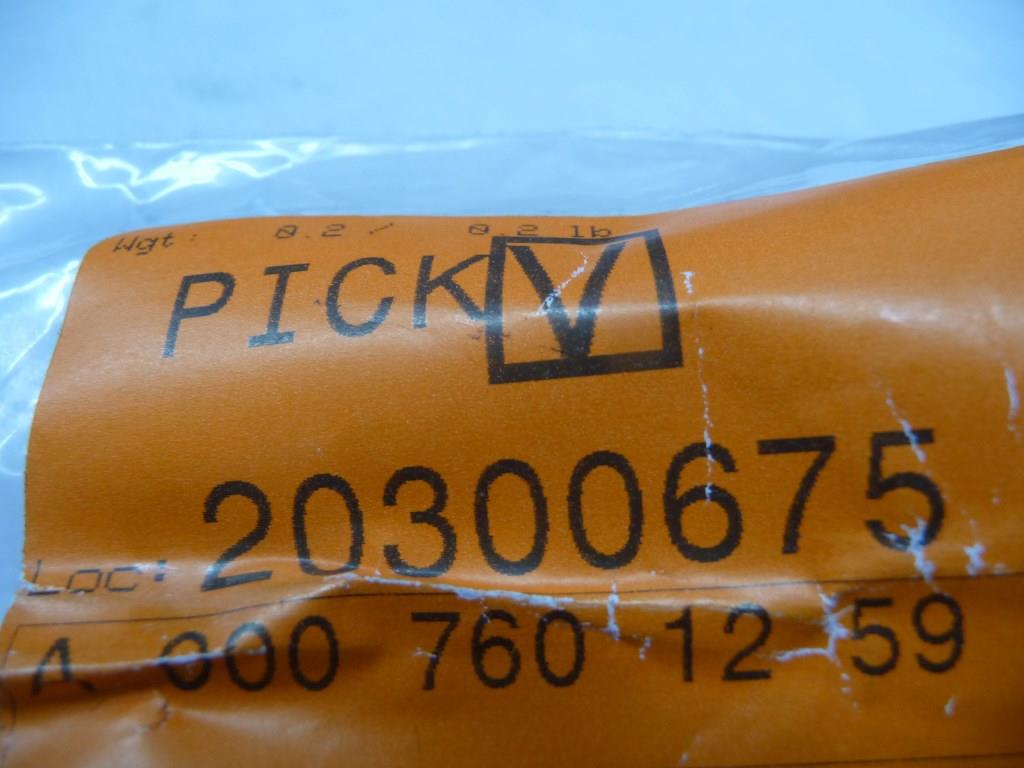 Wgt: 0.2 / 0.2 lb
PICK V
Loc: 20300675
A 000 760 12 59